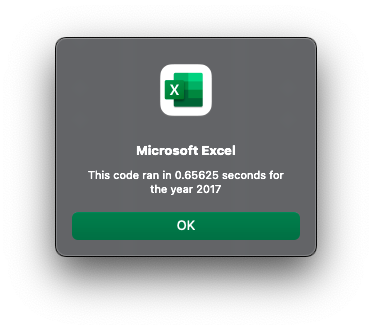 X
Microsoft Excel
This code ran in 0.65625 seconds for
the year 2017
OK